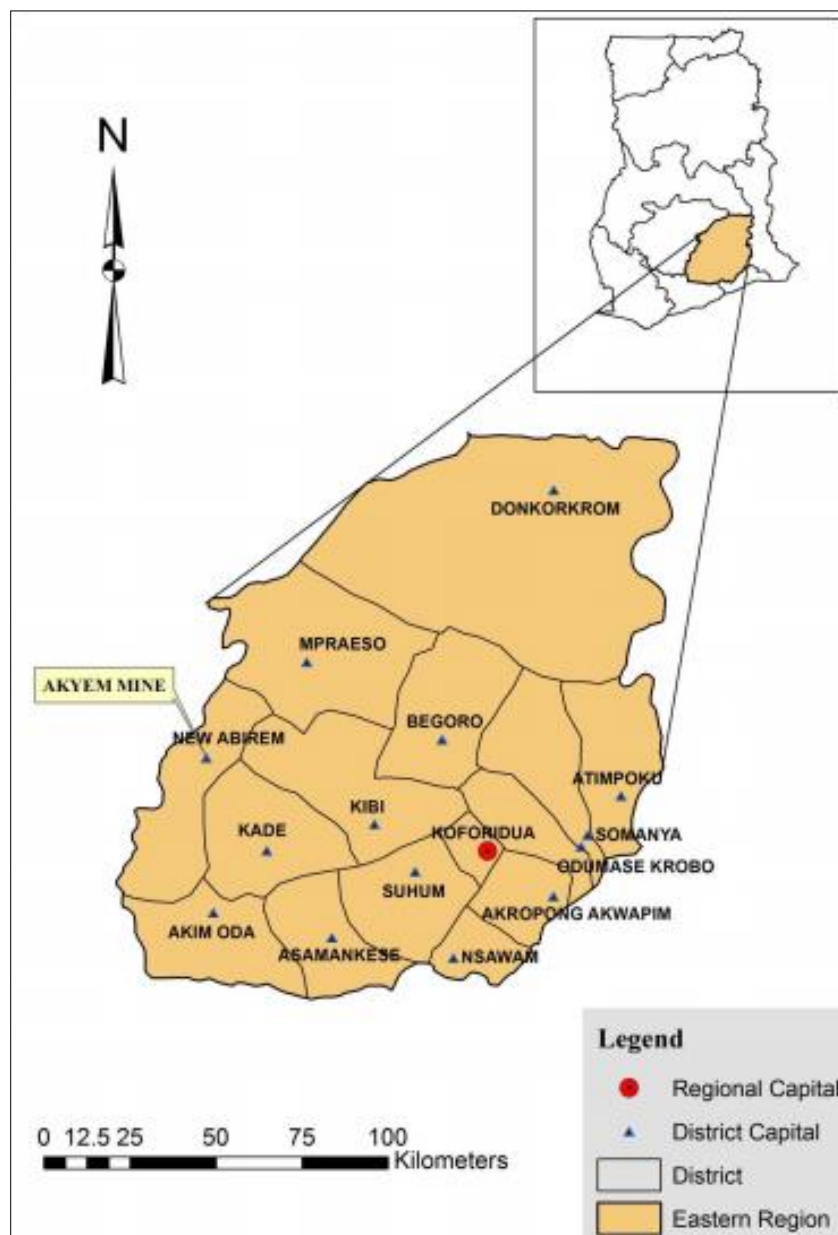 N
DONKORKROM
MPRAESO
AKYEM MINE
BEGORO
NEW ABIREM
ATIMPOKU
KIBI
KADE
KOFORIDUA
SOMANYA
ODUMASE KROBO
SUHUM
AKROPONG AKWAPIM
AKIM ODA
ASAMANKESE
NSAWAM
Legend
Regional Capital
District Capital
District
Eastern Region
0 12.5 25 50 75 100
Kilometers